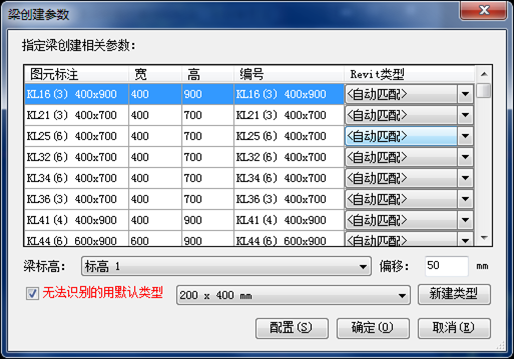 梁创建参数
指定梁创建相关参数:
图元标注 宽 高 编号 Revit类型
KL16(3) 400x900 400 900 KL16(3) 400x900 <自动匹配>
KL21(3) 400x700 400 700 KL21(3) 400x700 <自动匹配>
KL25(6) 400x700 400 700 KL25(6) 400x700 <自动匹配>
KL32(6) 400x700 400 700 KL32(6) 400x700 <自动匹配>
KL34(6) 400x700 400 700 KL34(6) 400x700 <自动匹配>
KL36(3) 400x700 400 700 KL36(3) 400x700 <自动匹配>
KL41(4) 400x900 400 900 KL41(4) 400x900 <自动匹配>
KL44(6) 600x900 600 900 KL44(6) 600x900 <自动匹配>
梁标高: 标高 1 偏移: 50 mm
无法识别的用默认类型 200 x 400 mm 新建类型
配置(S) 确定(O) 取消(E)